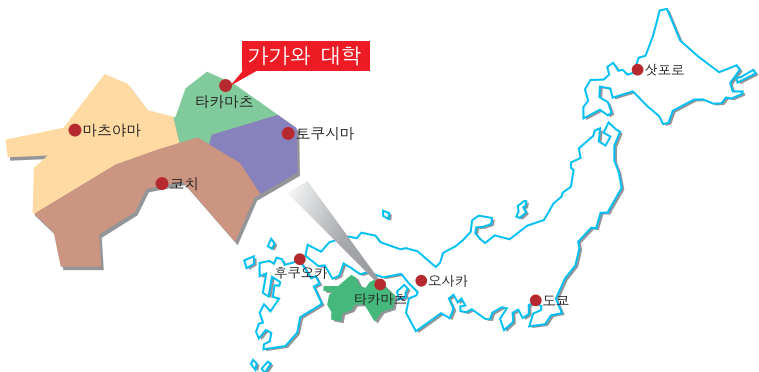 가가와 대학
삿포로
타카마츠
마츠야마
토쿠시마
코치
후쿠오카
오사카
타카마츠
도쿄